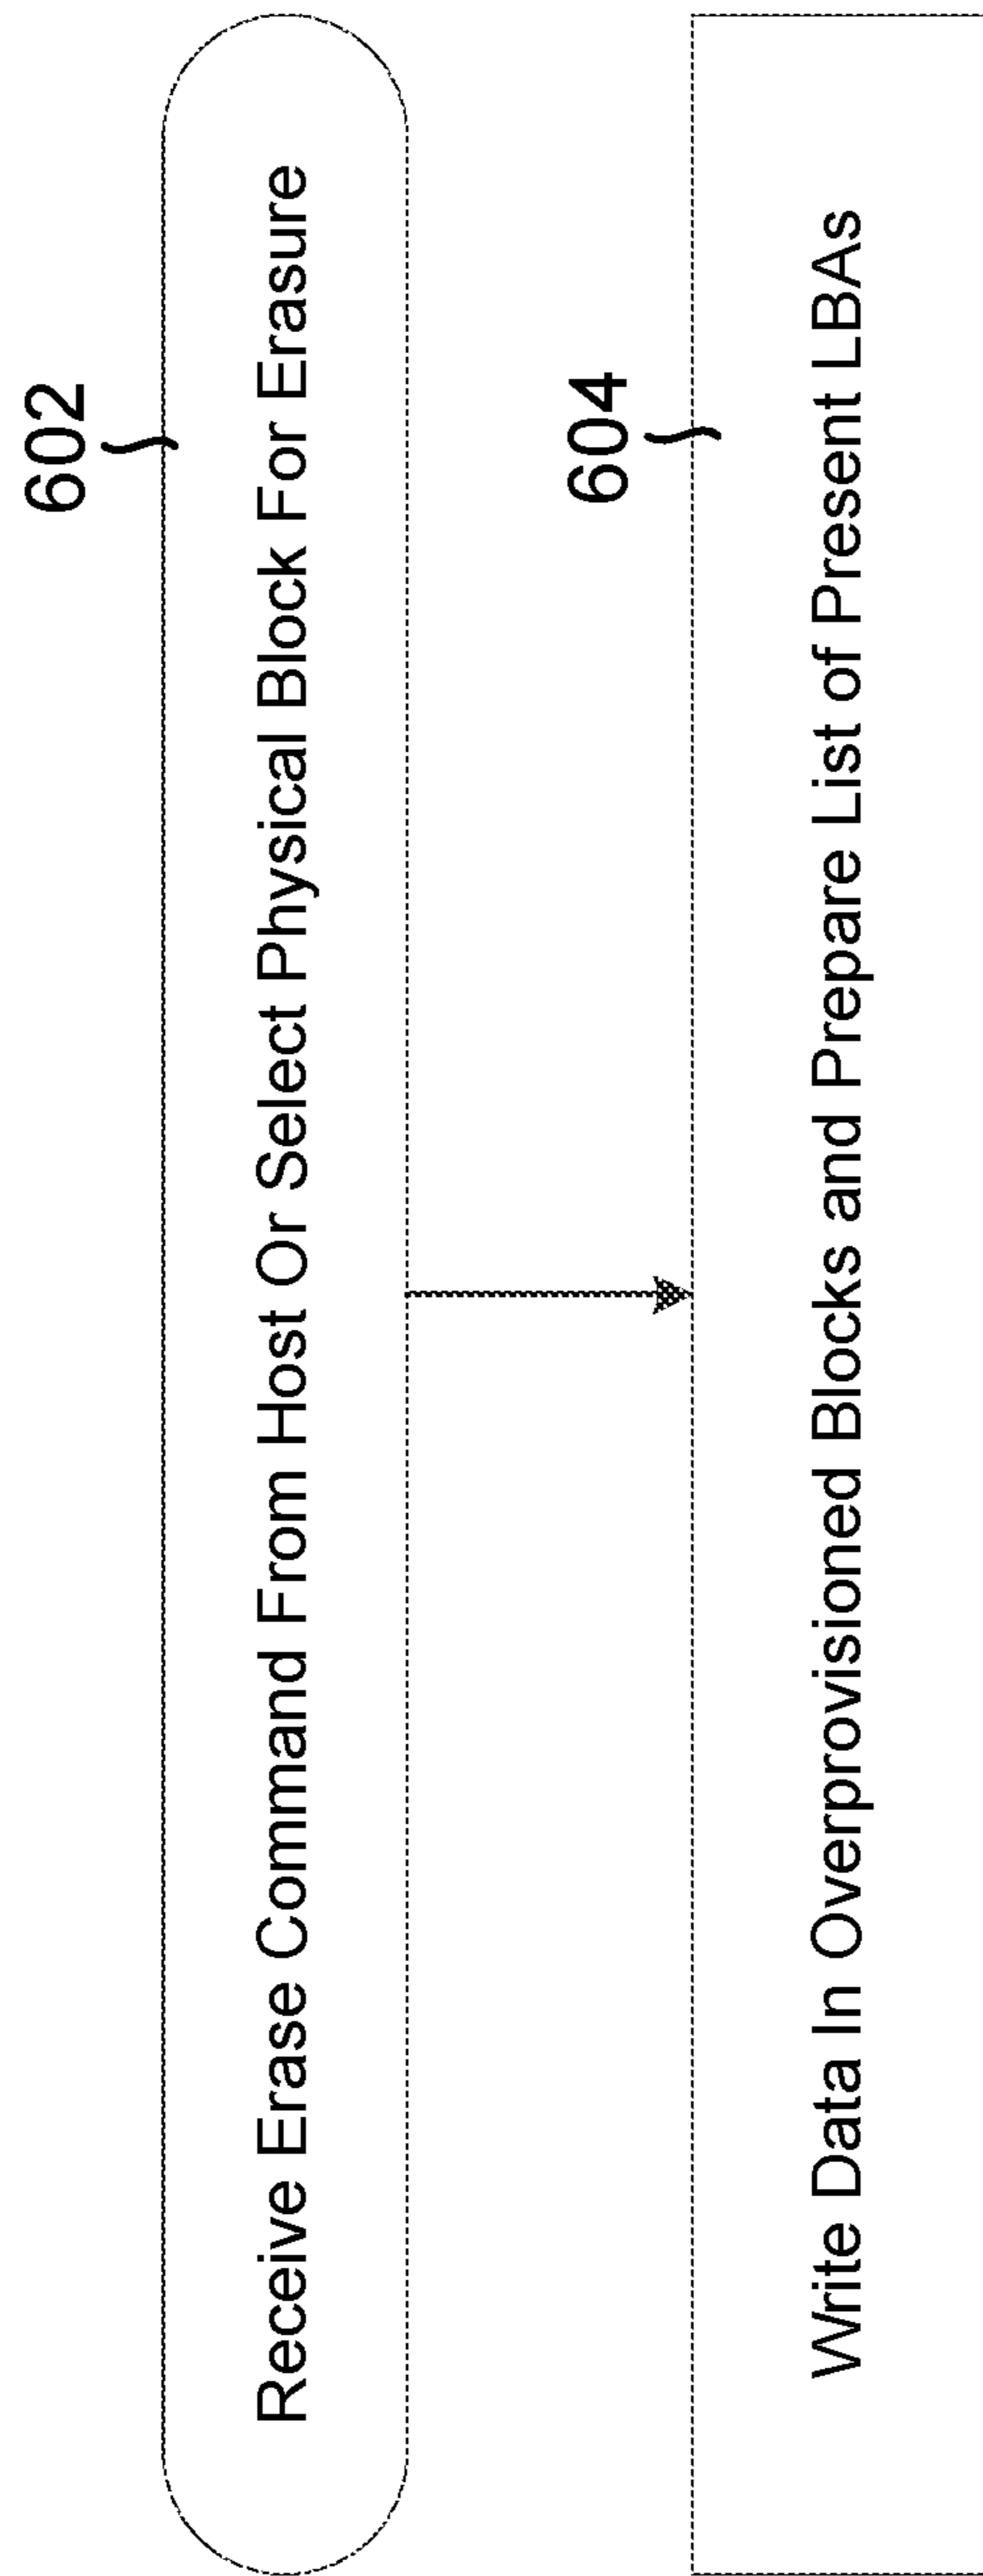 602
Receive Erase Command From Host Or Select Physical Block For Erasure
604
Write Data In Overprovisioned Blocks and Prepare List of Present LBAs